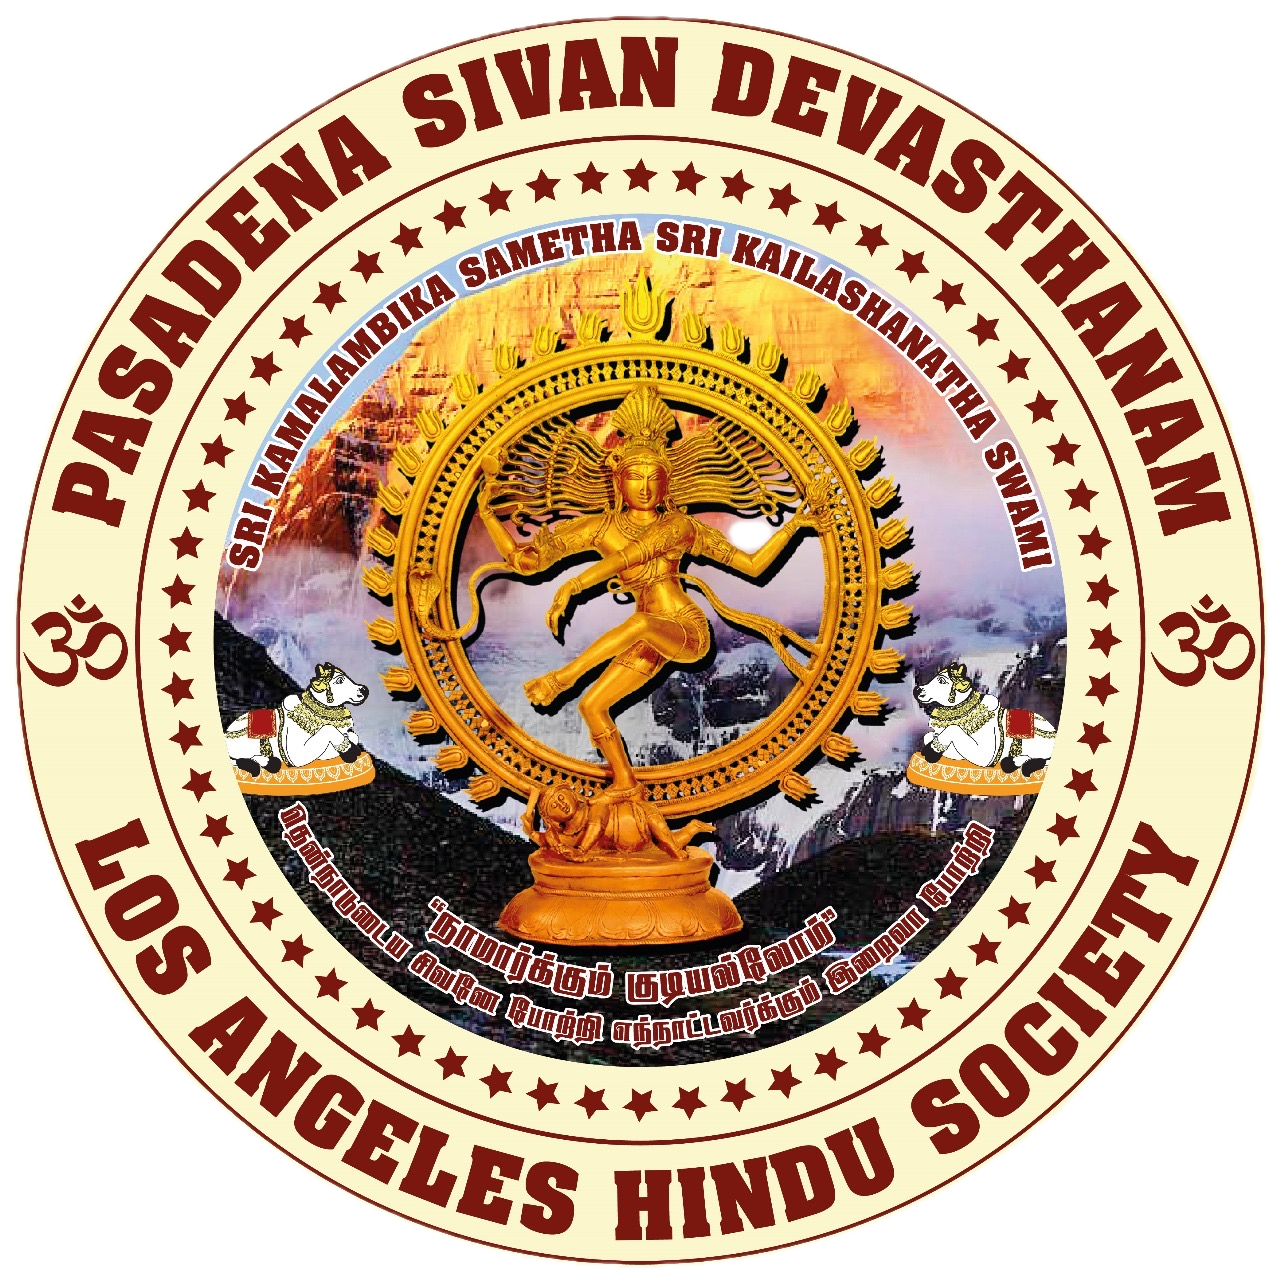 PASADENA SIVAN DEVASTHANAM
SRI KAMALAMBIKA SAMETHA SRI KAILASHANATHA SWAMI
ॐ ॐ
“நாமார்க்கும் குடியல்லோம்”
தென்நாடுடைய சிவனே போற்றி எந்நாட்டவர்க்கும் இறைவா போற்றி
LOS ANGELES HINDU SOCIETY